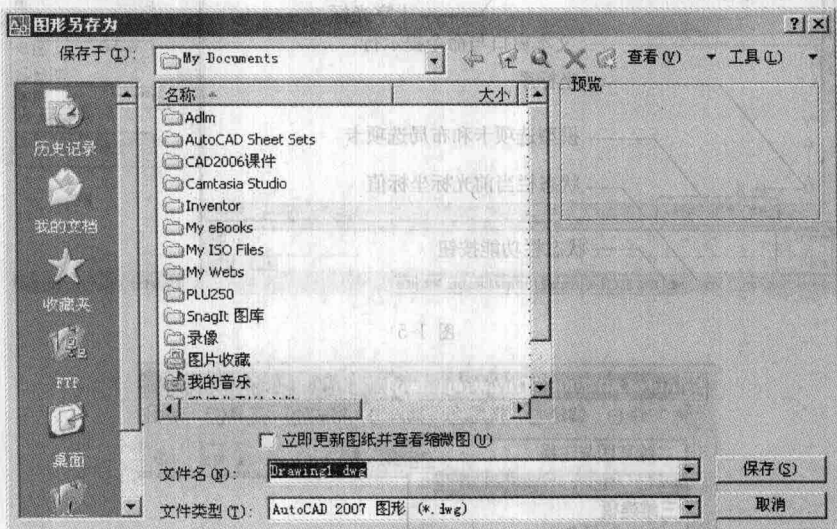 图形另存为
保存于(I):
My Documents
查看(V)
工具(L)
历史记录
我的文档
收藏夹
FTP
桌面
名称
大小
Adlm
AutoCAD Sheet Sets
CAD2006课件
Camtasia Studio
Inventor
My eBooks
My ISO Files
My Webs
PLU250
SnagIt 图库
录像
图片收藏
我的音乐
预览
立即更新图纸并查看缩微图(U)
文件名(N):
Drawing1.dwg
保存(S)
文件类型(T):
AutoCAD 2007 图形 (*.dwg)
取消